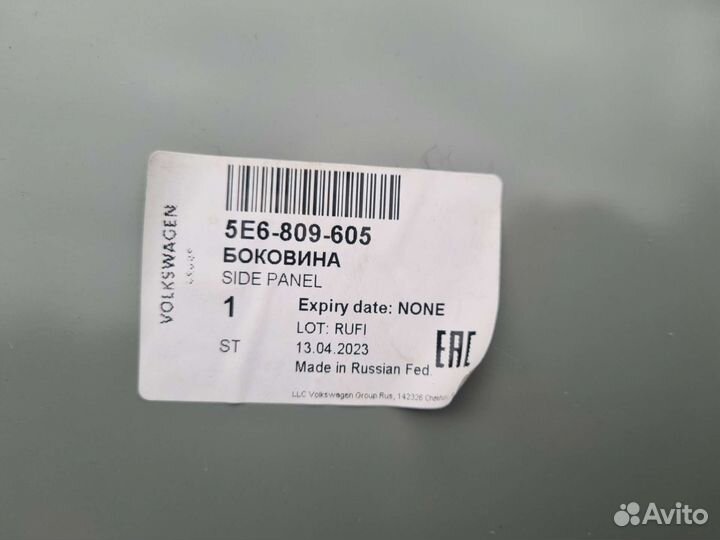 VOLKSWAGEN
5E6-809-605
БОКОВИНА
SIDE PANEL
1
Expiry date: NONE
LOT: RUFI
ST
13.04.2023
Made in Russian Fed.
EAC
LLC Volkswagen Group Rus, 142326
Avito